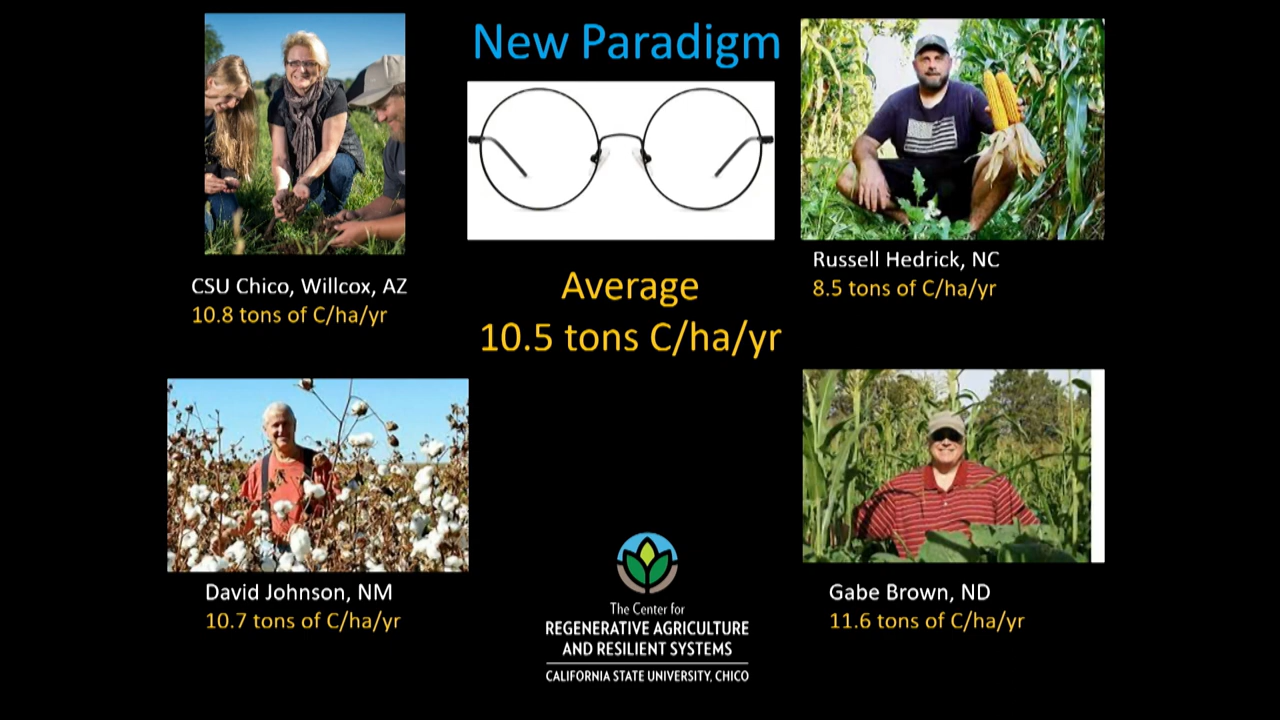 New Paradigm
CSU Chico, Willcox, AZ
10.8 tons of C/ha/yr
Russell Hedrick, NC
8.5 tons of C/ha/yr
Average
10.5 tons C/ha/yr
David Johnson, NM
10.7 tons of C/ha/yr
Gabe Brown, ND
11.6 tons of C/ha/yr
The Center for
REGENERATIVE AGRICULTURE
AND RESILIENT SYSTEMS
CALIFORNIA STATE UNIVERSITY, CHICO